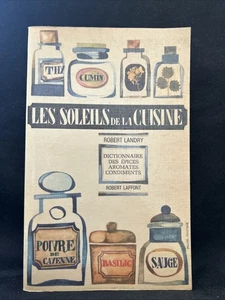 THYM
CUMIN
LES SOLEILS DE LA CUISINE
ROBERT LANDRY
DICTIONNAIRE
DES ÉPICES
AROMATES
CONDIMENTS
ROBERT LAFFONT
POIVRE
DE
CAYENNE
BASILIC
SAUGE